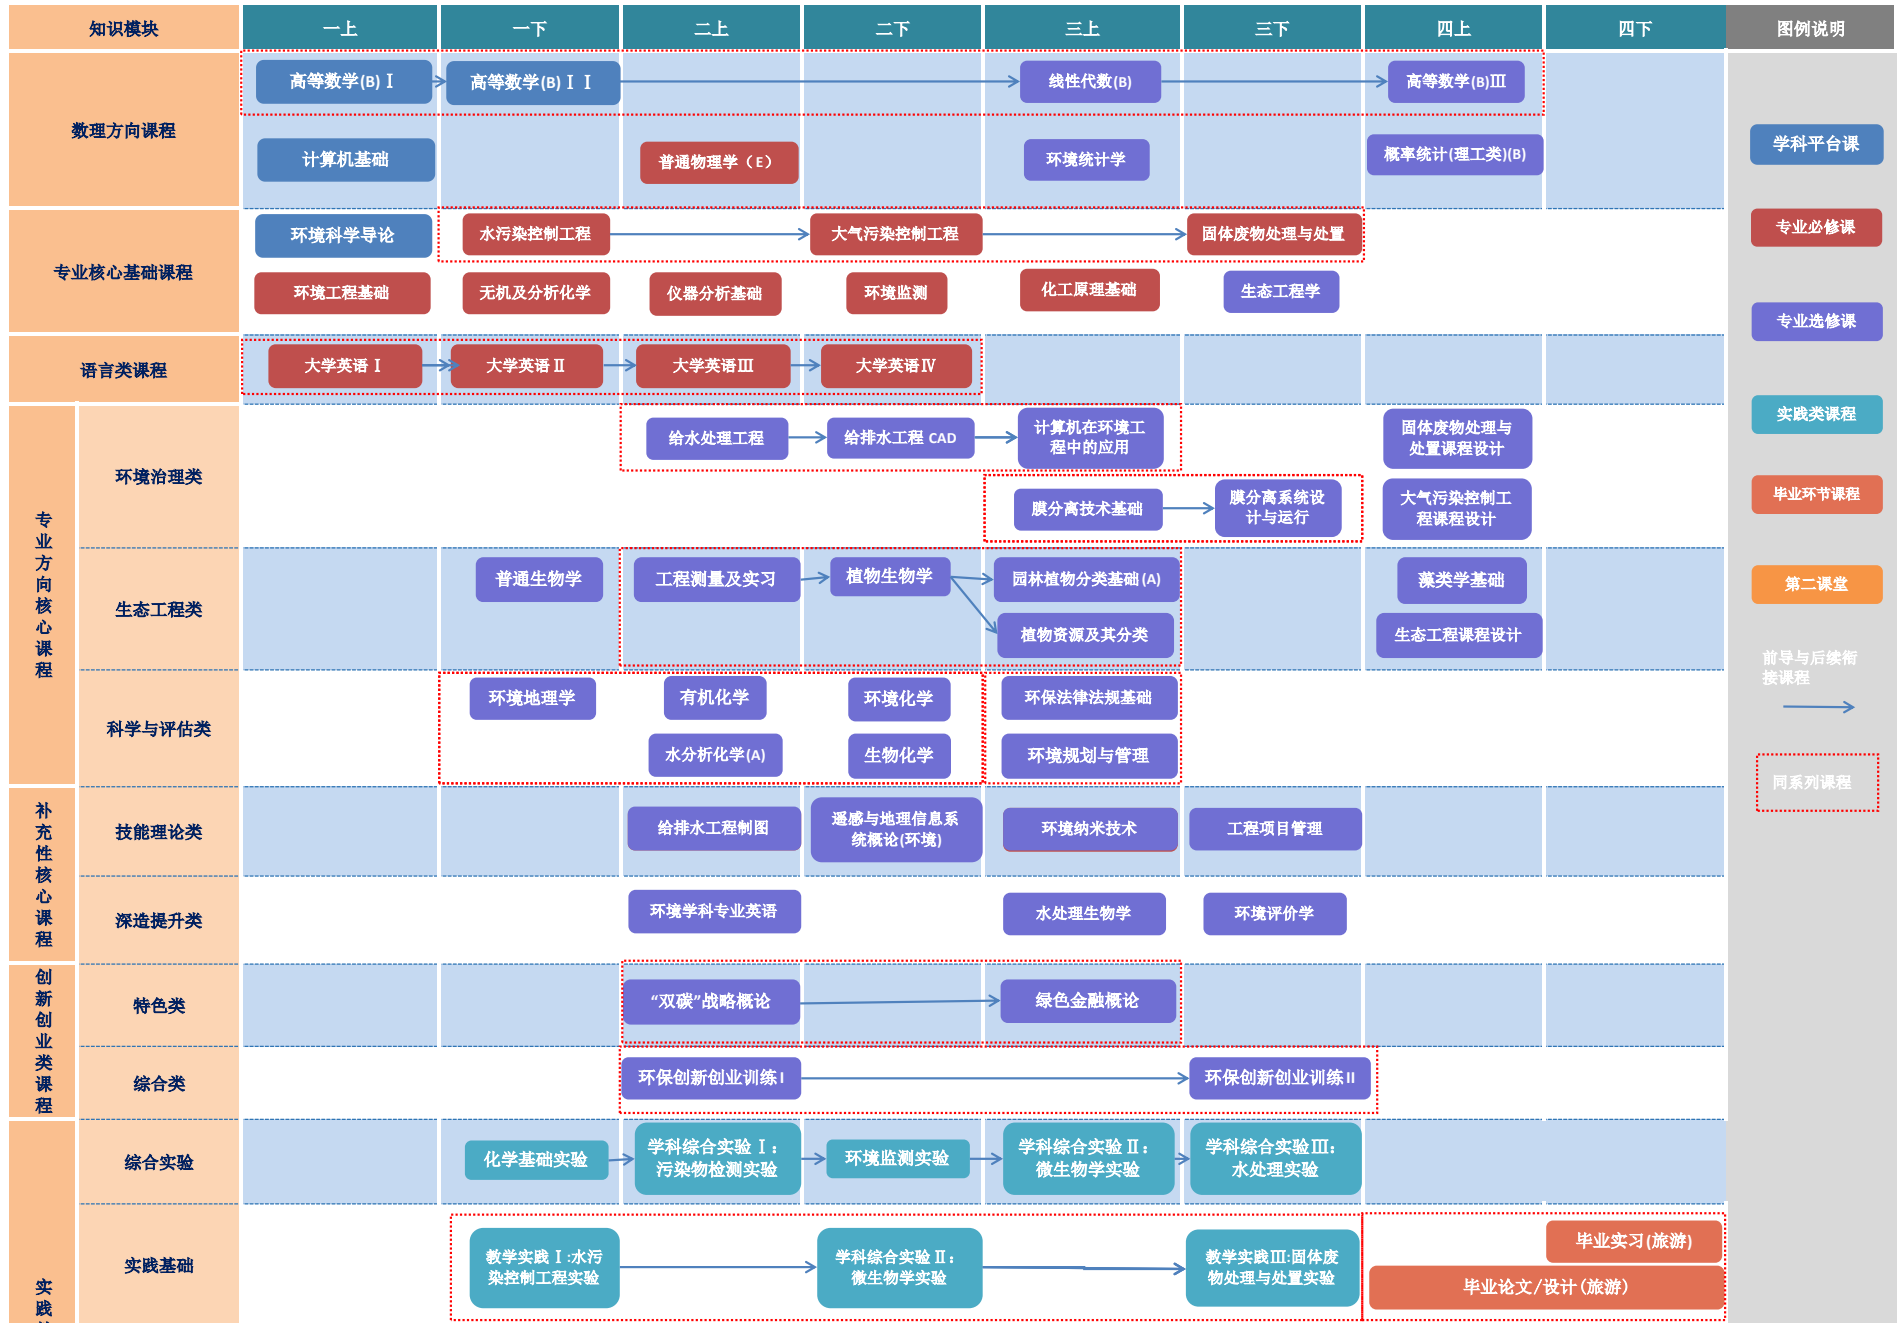 知识模块
一上
一下
二上
二下
三上
三下
四上
四下
图例说明
数理方向课程
高等数学(B) Ⅰ
高等数学(B) Ⅰ Ⅰ
线性代数(B)
高等数学(B)Ⅲ
计算机基础
普通物理学（E）
环境统计学
概率统计(理工类)(B)
专业核心基础课程
环境科学导论
水污染控制工程
大气污染控制工程
固体废物处理与处置
环境工程基础
无机及分析化学
仪器分析基础
环境监测
化工原理基础
生态工程学
语言类课程
大学英语Ⅰ
大学英语Ⅱ
大学英语Ⅲ
大学英语Ⅳ
专业方向核心课程
环境治理类
给水处理工程
给排水工程 CAD
计算机在环境工
程中的应用
固体废物处理与
处置课程设计
膜分离技术基础
膜分离系统设
计与运行
大气污染控制工
程课程设计
生态工程类
普通生物学
工程测量及实习
植物生物学
园林植物分类基础(A)
植物资源及其分类
藻类学基础
生态工程课程设计
科学与评估类
环境地理学
有机化学
环境化学
环保法律法规基础
水分析化学(A)
生物化学
环境规划与管理
补充性核心课程
技能理论类
给排水工程制图
遥感与地理信息系
统概论(环境)
环境纳米技术
工程项目管理
深造提升类
环境学科专业英语
水处理生物学
环境评价学
创新创业类课程
特色类
“双碳”战略概论
绿色金融概论
综合类
环保创新创业训练 I
环保创新创业训练 II
实践
综合实验
化学基础实验
学科综合实验Ⅰ：
污染物检测实验
环境监测实验
学科综合实验Ⅱ：
微生物学实验
学科综合实验Ⅲ：
水处理实验
实践基础
教学实践Ⅰ:水污
染控制工程实验
学科综合实验Ⅱ：
微生物学实验
教学实践Ⅲ:固体废
物处理与处置实验
毕业实习(旅游)
毕业论文/设计(旅游)
学科平台课
专业必修课
专业选修课
实践类课程
毕业环节课程
第二课堂
前导与后续衔
接课程
同系列课程